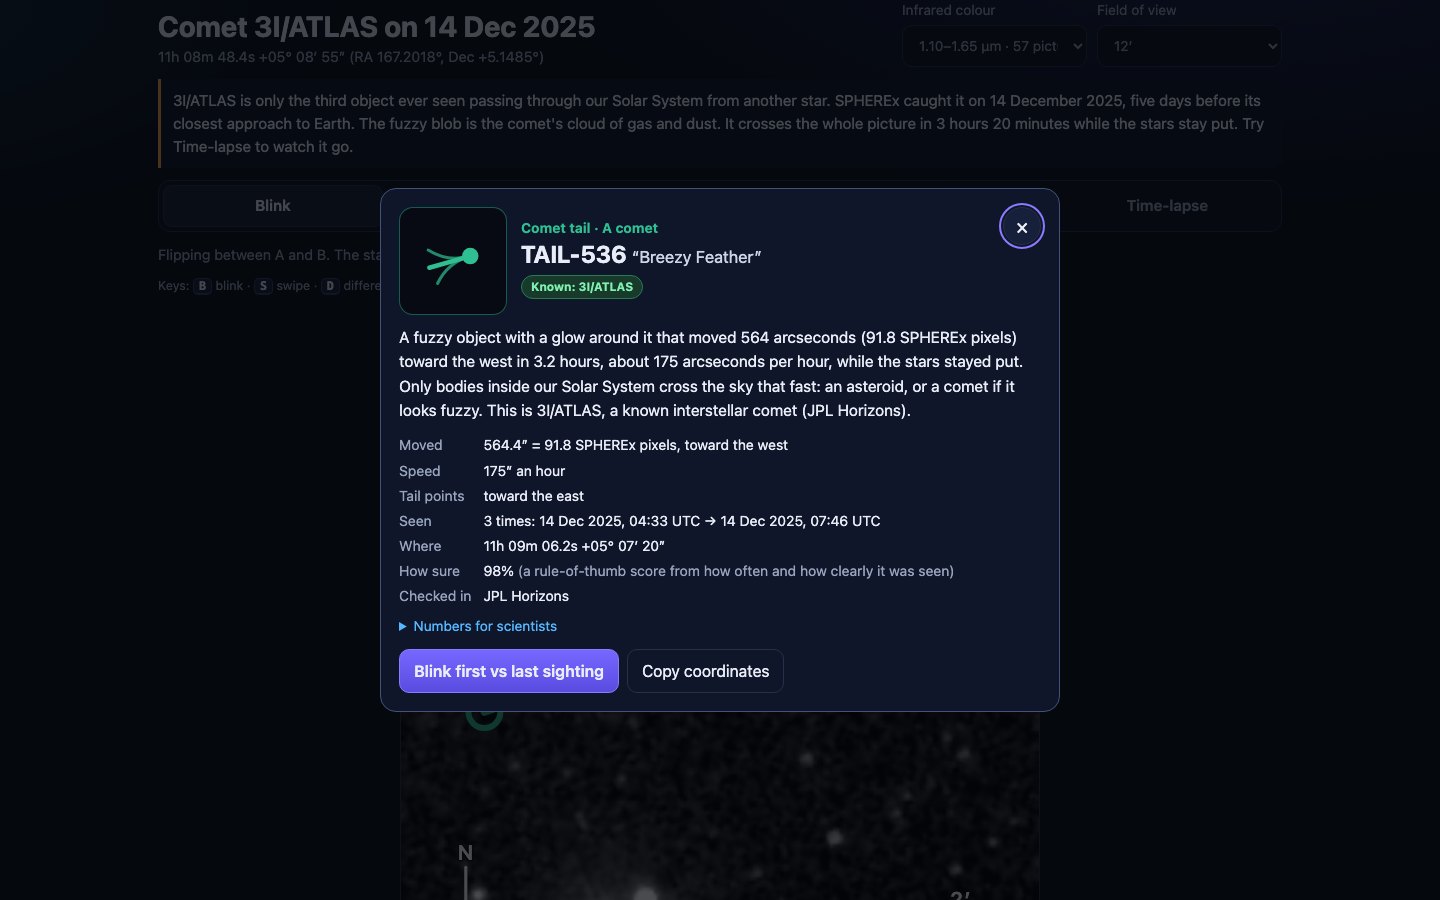 Comet 3I/ATLAS on 14 Dec 2025
11h 08m 48.4s +05° 08′ 55″ (RA 167.2018°, Dec +5.1485°)
Infrared colour
1.10–1.65 µm · 57 pict
Field of view
12′
3I/ATLAS is only the third object ever seen passing through our Solar System from another star. SPHEREx caught it on 14 December 2025, five days before its
closest approach to Earth. The fuzzy blob is the comet's cloud of gas and dust. It crosses the whole picture in 3 hours 20 minutes while the stars stay put. Try
Time-lapse to watch it go.
Blink
Time-lapse
Flipping between A and B. The sta
Keys: B blink · S swipe · D differe
×
Comet tail · A comet
TAIL-536 “Breezy Feather”
Known: 3I/ATLAS
A fuzzy object with a glow around it that moved 564 arcseconds (91.8 SPHEREx pixels)
toward the west in 3.2 hours, about 175 arcseconds per hour, while the stars stayed put.
Only bodies inside our Solar System cross the sky that fast: an asteroid, or a comet if it
looks fuzzy. This is 3I/ATLAS, a known interstellar comet (JPL Horizons).
Moved 564.4″ = 91.8 SPHEREx pixels, toward the west
Speed 175″ an hour
Tail points toward the east
Seen 3 times: 14 Dec 2025, 04:33 UTC → 14 Dec 2025, 07:46 UTC
Where 11h 09m 06.2s +05° 07′ 20″
How sure 98% (a rule-of-thumb score from how often and how clearly it was seen)
Checked in JPL Horizons
▶ Numbers for scientists
Blink first vs last sighting
Copy coordinates
N
2′